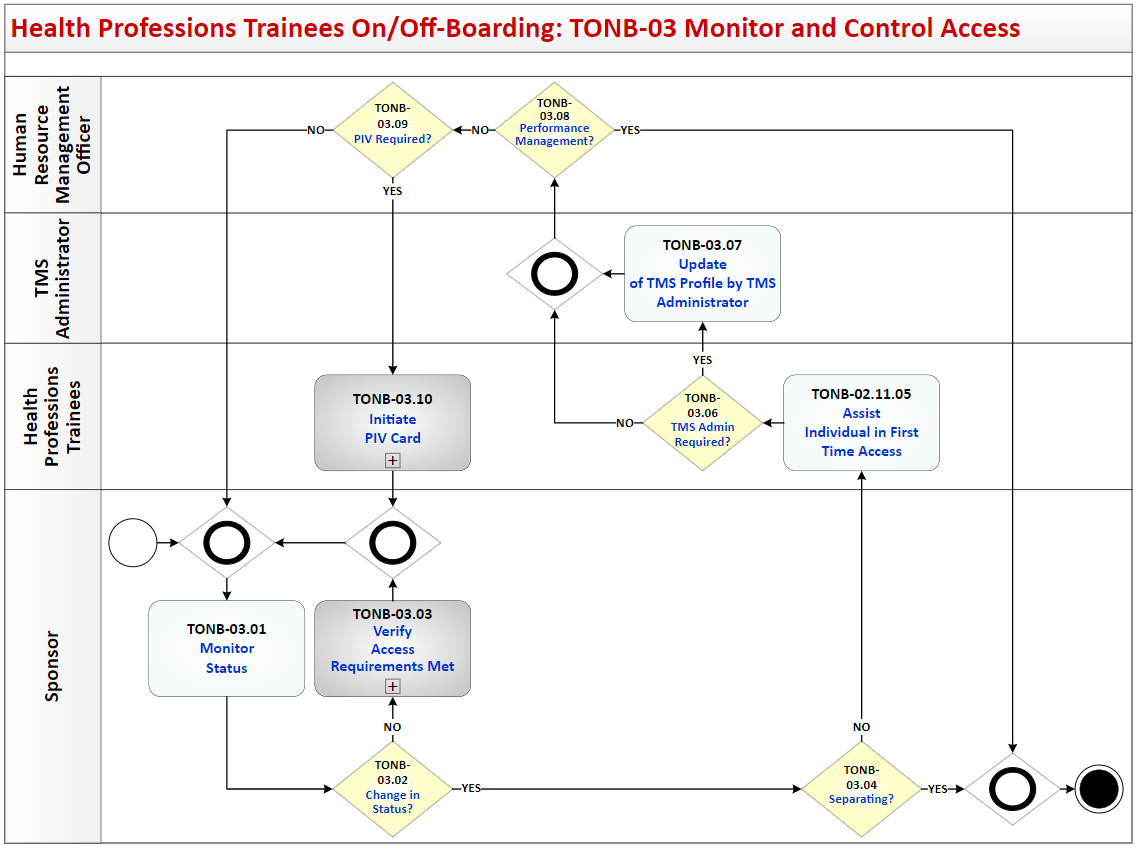 Health Professions Trainees On/Off-Boarding: TONB-03 Monitor and Control Access
Human
Resource
Management
Officer
NO
TONB-
03.09
PIV Required?
YES
NO
TONB-
03.08
Performance
Management?
YES
TMS
Administrator
TONB-03.07
Update
of TMS Profile by TMS
Administrator
Health
Professions
Trainees
TONB-03.10
Initiate
PIV Card
+
NO
YES
TONB-
03.06
TMS Admin
Required?
TONB-02.11.05
Assist
Individual in First
Time Access
Sponsor
TONB-03.01
Monitor
Status
TONB-03.03
Verify
Access
Requirements Met
+
NO
TONB-
03.02
Change in
Status?
YES
NO
TONB-
03.04
Separating?
YES